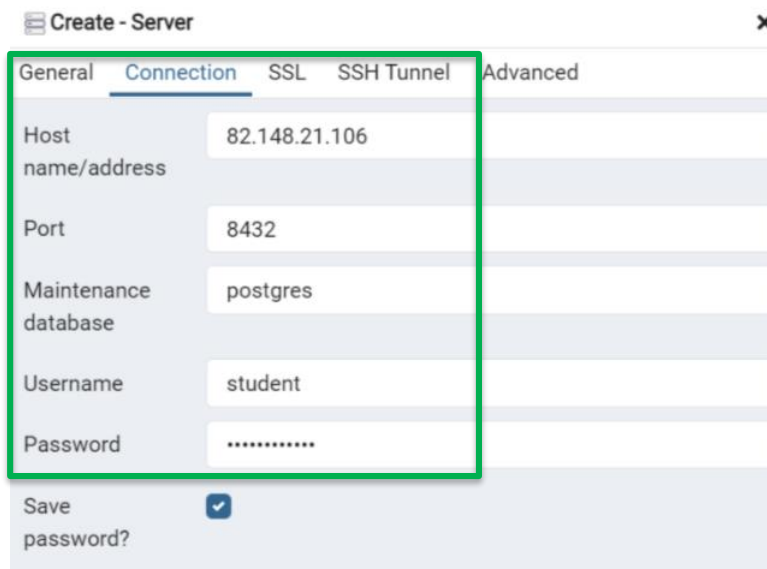 Create - Server
General Connection SSL SSH Tunnel Advanced
Host
name/address
82.148.21.106
Port
8432
Maintenance
database
postgres
Username
student
Password
••••••••••••
Save
password?